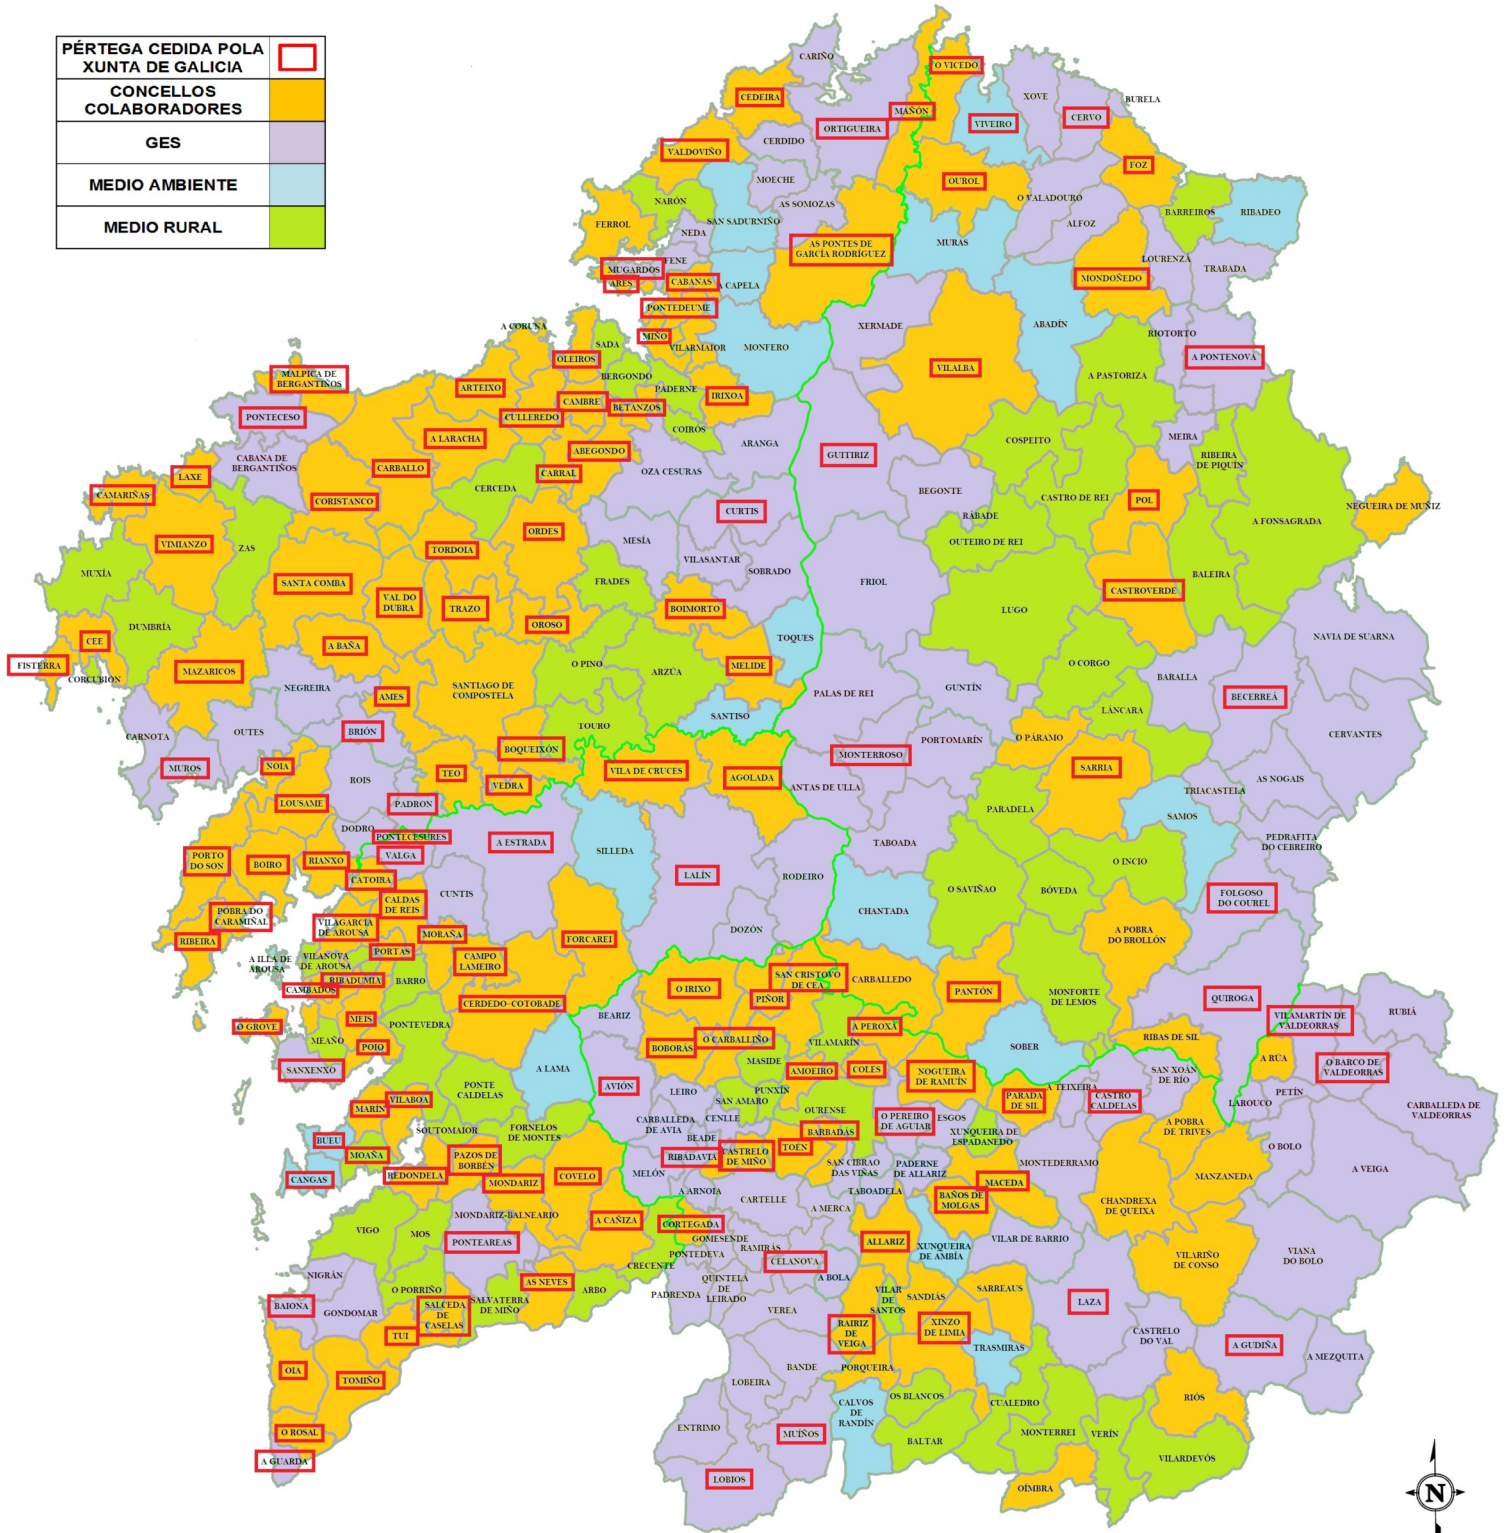 PÉRTEGA CEDIDA POLA
XUNTA DE GALICIA
CONCELLOS
COLABORADORES
GES
MEDIO AMBIENTE
MEDIO RURAL
CARIÑO
O VICEDO
CEDEIRA
XOVE
BURELA
MAÑÓN
CERVO
VIVEIRO
ORTIGUEIRA
CERDIDO
VALDOVIÑO
FOZ
MOECHE
OUROL
NARÓN
AS SOMOZAS
O VALADOURO
BARREIROS
RIBADEO
FERROL
SAN SADURNIÑO
ALFOZ
NEDA
MURAS
AS PONTES DE
GARCÍA RODRÍGUEZ
FENE
LOURENZÁ
TRABADA
MUGARDOS
ARES
CABANAS
A CAPELA
MONDOÑEDO
PONTEDEUME
A CORUÑA
XERMADE
ABADÍN
MIÑO
RIOTORTO
SADA
VILARMAIOR
MONFERO
OLEIROS
A PONTENOVA
BERGONDO
VILALBA
A PASTORIZA
MALPICA DE
BERGANTIÑOS
ARTEIXO
PADERNE
IRIXOA
CAMBRE
BETANZOS
PONTECESO
CULLEREDO
COIRÓS
A LARACHA
ARANGA
COSPEITO
MEIRA
ABEGONDO
GUITIRIZ
CABANA DE
BERGANTIÑOS
RIBEIRA
DE PIQUÍN
CARBALLO
OZA CESURAS
LAXE
CARRAL
CERCEDA
BEGONTE
CAMARIÑAS
CORISTANCO
CASTRO DE REI
POL
NEGUEIRA DE MUÑIZ
CURTIS
RÁBADE
A FONSAGRADA
ORDES
MESÍA
OUTEIRO DE REI
VIMIANZO
ZAS
TORDOIA
VILASANTAR
SOBRADO
MUXÍA
BALEIRA
SANTA COMBA
FRADES
FRIOL
CASTROVERDE
VAL DO
DUBRA
TRAZO
BOIMORTO
LUGO
DUMBRÍA
OROSO
TOQUES
NAVIA DE SUARNA
CEE
A BAÑA
FISTERRA
O PINO
MELIDE
O CORGO
MAZARICOS
ARZÚA
CORCUBIÓN
BARALLA
NEGREIRA
SANTIAGO DE
COMPOSTELA
GUNTÍN
PALAS DE REI
AMES
BECERREÁ
LÁNCARA
SANTISO
TOURO
BRIÓN
OUTES
CARNOTA
CERVANTES
O PÁRAMO
PORTOMARÍN
BOQUEIXÓN
MONTERROSO
MUROS
NOIA
TEO
SARRIA
VILA DE CRUCES
AGOLADA
ROIS
VEDRA
AS NOGAIS
ANTAS DE ULLA
TRIACASTELA
LOUSAME
PADRON
PARADELA
SAMOS
DODRO
PONTECESURES
PEDRAFITA
DO CEBREIRO
A ESTRADA
TABOADA
SILLEDA
VALGA
PORTO
DO SON
BOIRO
RIANXO
O INCIO
LALÍN
RODEIRO
CATOIRA
O SAVIÑAO
BÓVEDA
CUNTIS
FOLGOSO
DO COUREL
CALDAS
DE REIS
CHANTADA
POBRA DO
CARAMIÑAL
VILAGARCÍA
DE AROUSA
DOZÓN
A POBRA
DO BROLLÓN
MORAÑA
FORCAREI
RIBEIRA
PORTAS
CAMPO
LAMEIRO
VILANOVA
DE AROUSA
A ILLA DE
AROUSA
SAN CRISTOVO
DE CEA
CARBALLEDO
BARRO
RIBADUMIA
O IRIXO
CAMBADOS
PANTÓN
MONFORTE
DE LEMOS
PIÑOR
QUIROGA
CERDEDO-COTOBADE
RUBIÁ
BEARIZ
MEIS
VILAMARTÍN DE
VALDEORRAS
PONTEVEDRA
O GROVE
A PEROXA
RIBAS DE SIL
MEAÑO
O CARBALLIÑO
VILAMARÍN
POIO
BOBORÁS
SOBER
A RÚA
O BARCO DE
VALDEORRAS
MASIDE
COLES
SANXENXO
A LAMA
AMOEIRO
NOGUEIRA
DE RAMUÍN
SAN XOÁN
DE RÍO
A TEIXEIRA
AVIÓN
PONTE
CALDELAS
LEIRO
PUNXÍN
PETÍN
VILABOA
SAN AMARO
PARADA
DE SIL
CASTRO
CALDELAS
LAROUCO
MARÍN
OURENSE
CARBALLEDA DE
VALDEORRAS
CENLLE
CARBALLEDA
DE AVIA
O PEREIRO
DE AGUIAR
ESGOS
A POBRA
DE TRIVES
SOUTOMAIOR
FORNELOS
DE MONTES
BARBADÁS
XUNQUEIRA DE
ESPADANEDO
BUEU
BEADE
TOÉN
O BOLO
MOAÑA
PAZOS DE
BORBÉN
RIBADAVIA
CASTRELO
DE MIÑO
SAN CIBRAO
DAS VIÑAS
MONTEDERRAMO
A VEIGA
REDONDELA
COVELO
MELÓN
PADERNE
DE ALLARIZ
CANGAS
MONDARIZ
MACEDA
MANZANEDA
A ARNOIA
TABOADELA
BAÑOS DE
MOLGAS
CARTELLE
A MERCA
CHANDREXA
DE QUEIXA
MONDARIZ-BALNEARIO
A CAÑIZA
CORTEGADA
VIGO
MOS
GOMESENDE
ALLARIZ
VILAR DE BARRIO
PONTEAREAS
RAMIRÁS
XUNQUEIRA
DE AMBÍA
PONTEDEVA
VILARIÑO
DE CONSO
VIANA
DO BOLO
CELANOVA
CRECENTE
NIGRÁN
A BOLA
AS NEVES
QUINTELA
DE
LEIRADO
O PORRIÑO
ARBO
PADRENDA
VILAR
DE
SANTOS
SARREAUS
SANDIÁS
BAIONA
GONDOMAR
SALCEDA
DE
CASELAS
SALVATERRA
DE MIÑO
VEREA
LAZA
TUI
RAIRIZ
DE
VEIGA
XINZO
DE LIMIA
CASTRELO
DO VAL
A GUDIÑA
TRASMIRAS
A MEZQUITA
OIA
BANDE
PORQUEIRA
TOMIÑO
LOBEIRA
OS BLANCOS
CUALEDRO
RIÓS
CALVOS
DE
RANDÍN
O ROSAL
ENTRIMO
MUÍÑOS
BALTAR
MONTERREI
VERÍN
A GUARDA
VILARDEVÓS
LOBIOS
OÍMBRA
N